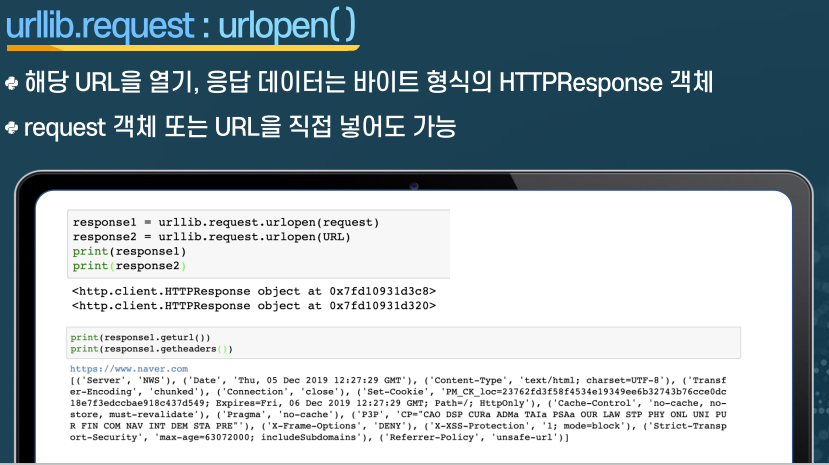 urllib.request : urlopen()
해당 URL을 열기, 응답 데이터는 바이트 형식의 HTTPResponse 객체
request 객체 또는 URL을 직접 넣어도 가능
response1 = urllib.request.urlopen(request)
response2 = urllib.request.urlopen(URL)
print(response1)
print(response2)
<http.client.HTTPResponse object at 0x7fd10931d3c8>
<http.client.HTTPResponse object at 0x7fd10931d320>
print(response1.geturl())
print(response1.getheaders())
https://www.naver.com
[('Server', 'NWS'), ('Date', 'Thu, 05 Dec 2019 12:27:29 GMT'), ('Content-Type', 'text/html; charset=UTF-8'), ('Transf
er-Encoding', 'chunked'), ('Connection', 'close'), ('Set-Cookie', 'PM_CK_loc=23762fd3f58f4534e19349ee6b32743b76cce0dc
18e7f3edccbae918c437d549; Expires=Fri, 06 Dec 2019 12:27:29 GMT; Path=/; HttpOnly'), ('Cache-Control', 'no-cache, no-
store, must-revalidate'), ('Pragma', 'no-cache'), ('P3P', 'CP="CAO DSP CURa ADMa TAIa PSAa OUR LAW STP PHY ONL UNI PU
R FIN COM NAV INT DEM STA PRE"'), ('X-Frame-Options', 'DENY'), ('X-XSS-Protection', '1; mode=block'), ('Strict-Transp
ort-Security', 'max-age=63072000; includeSubdomains'), ('Referrer-Policy', 'unsafe-url')]